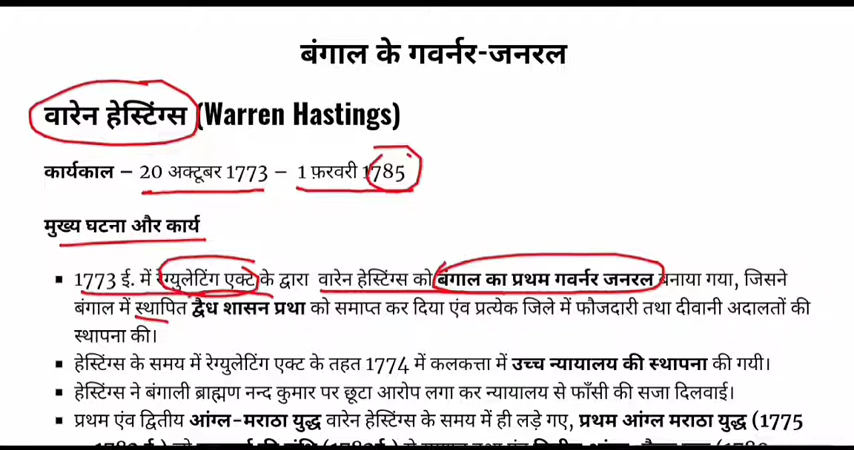 बंगाल के गवर्नर-जनरल
वारेन हेस्टिंग्स (Warren Hastings)
कार्यकाल – 20 अक्टूबर 1773 – 1 फ़रवरी 1785
मुख्य घटना और कार्य
▪ 1773 ई. में रेग्युलेटिंग एक्ट के द्वारा वारेन हेस्टिंग्स को बंगाल का प्रथम गवर्नर जनरल बनाया गया, जिसने
बंगाल में स्थापित द्वैध शासन प्रथा को समाप्त कर दिया एंव प्रत्येक जिले में फौजदारी तथा दीवानी अदालतों की
स्थापना की।
▪ हेस्टिंग्स के समय में रेग्युलेटिंग एक्ट के तहत 1774 में कलकत्ता में उच्च न्यायालय की स्थापना की गयी।
▪ हेस्टिंग्स ने बंगाली ब्राह्मण नन्द कुमार पर छूटा आरोप लगा कर न्यायालय से फाँसी की सजा दिलवाई।
▪ प्रथम एंव द्वितीय आंग्ल-मराठा युद्ध वारेन हेस्टिंग्स के समय में ही लड़े गए, प्रथम आंग्ल मराठा युद्ध (1775